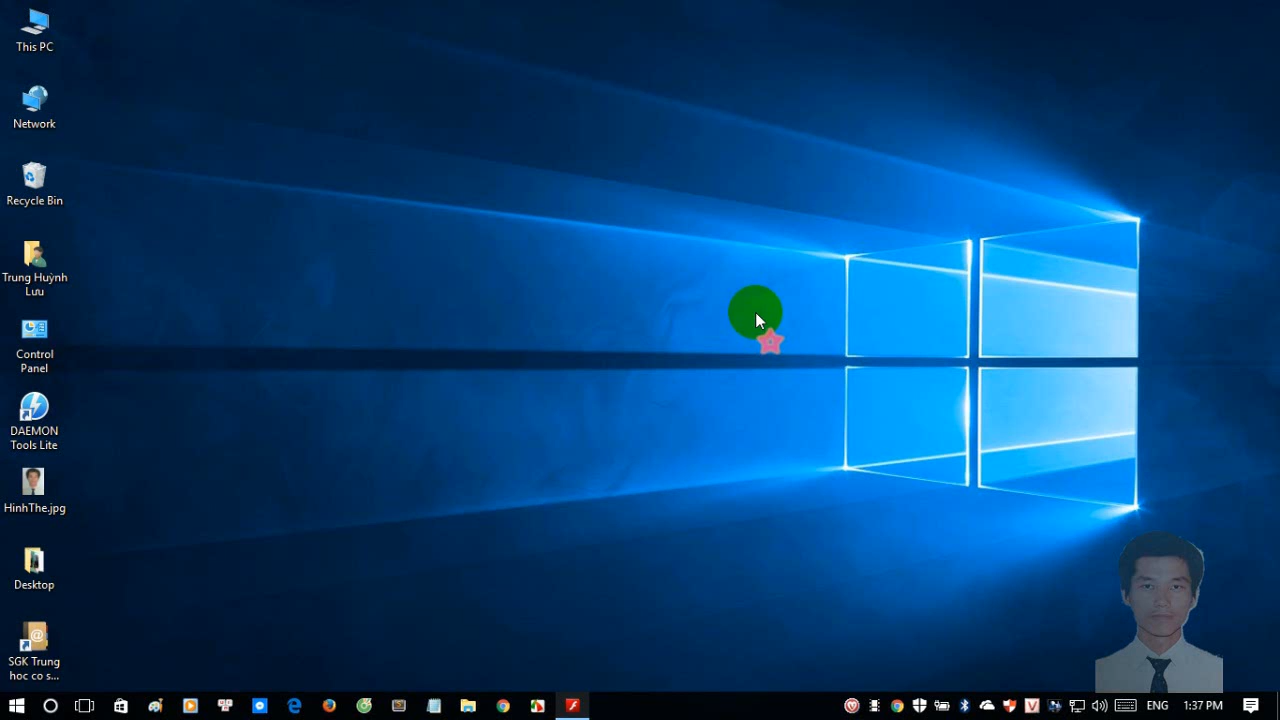 This PC
Network
Recycle Bin
Trung Huỳnh
Lưu
Control
Panel
DAEMON
Tools Lite
HinhThe.jpg
Desktop
SGK Trung
hoc co s...
ENG
1:37 PM